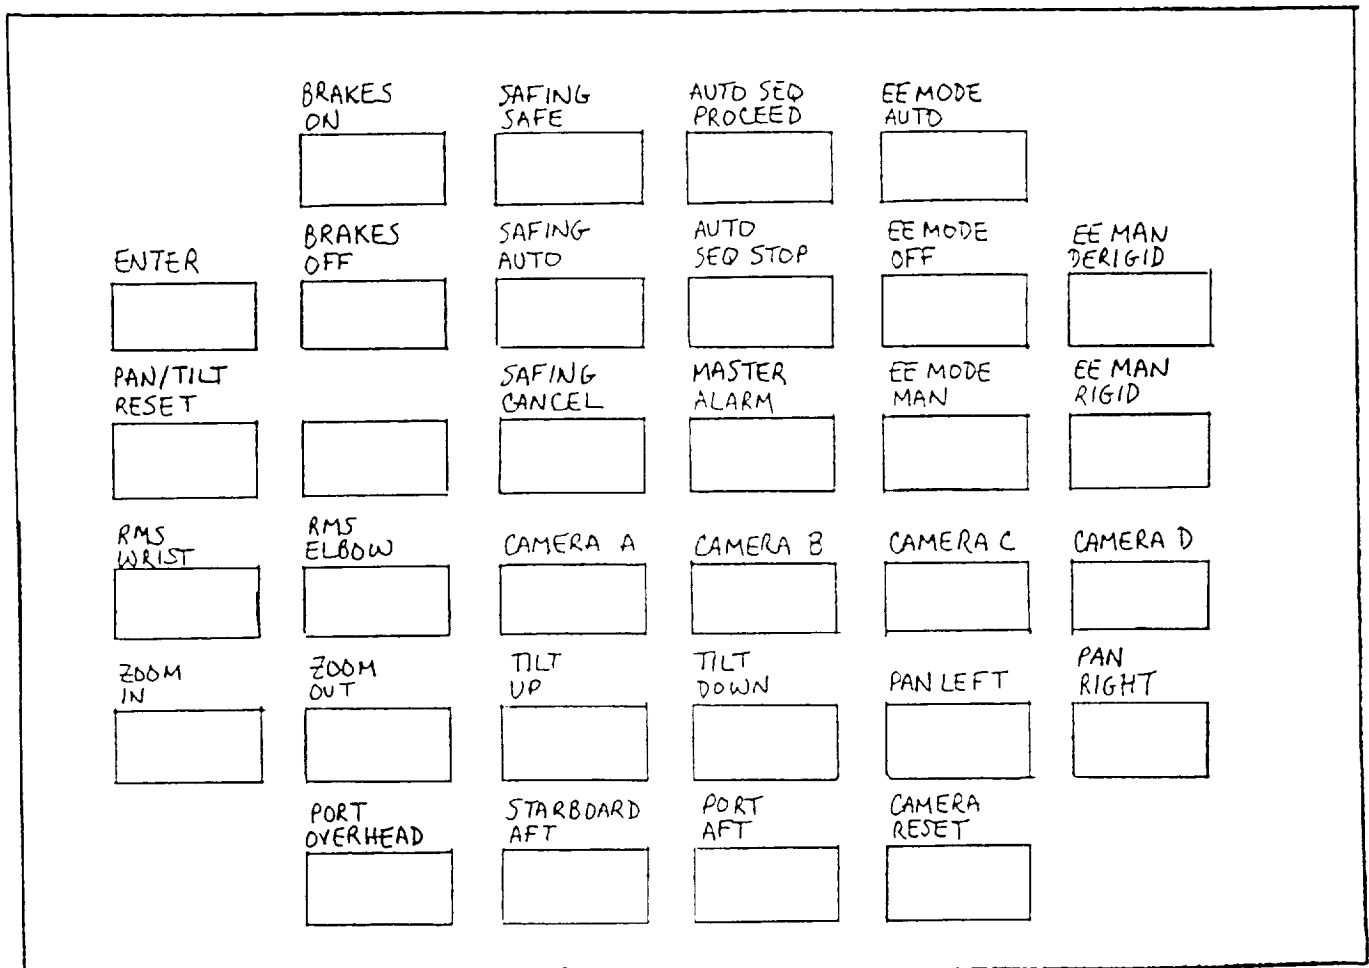 BRAKES
ON
SAFING
SAFE
AUTO SEQ
PROCEED
EE MODE
AUTO
ENTER
BRAKES
OFF
SAFING
AUTO
AUTO
SEQ STOP
EE MODE
OFF
EE MAN
DERIGID
PAN/TILT
RESET
SAFING
CANCEL
MASTER
ALARM
EE MODE
MAN
EE MAN
RIGID
RMS
WRIST
RMS
ELBOW
CAMERA A
CAMERA B
CAMERA C
CAMERA D
ZOOM
IN
ZOOM
OUT
TILT
UP
TILT
DOWN
PAN LEFT
PAN
RIGHT
PORT
OVERHEAD
STARBOARD
AFT
PORT
AFT
CAMERA
RESET